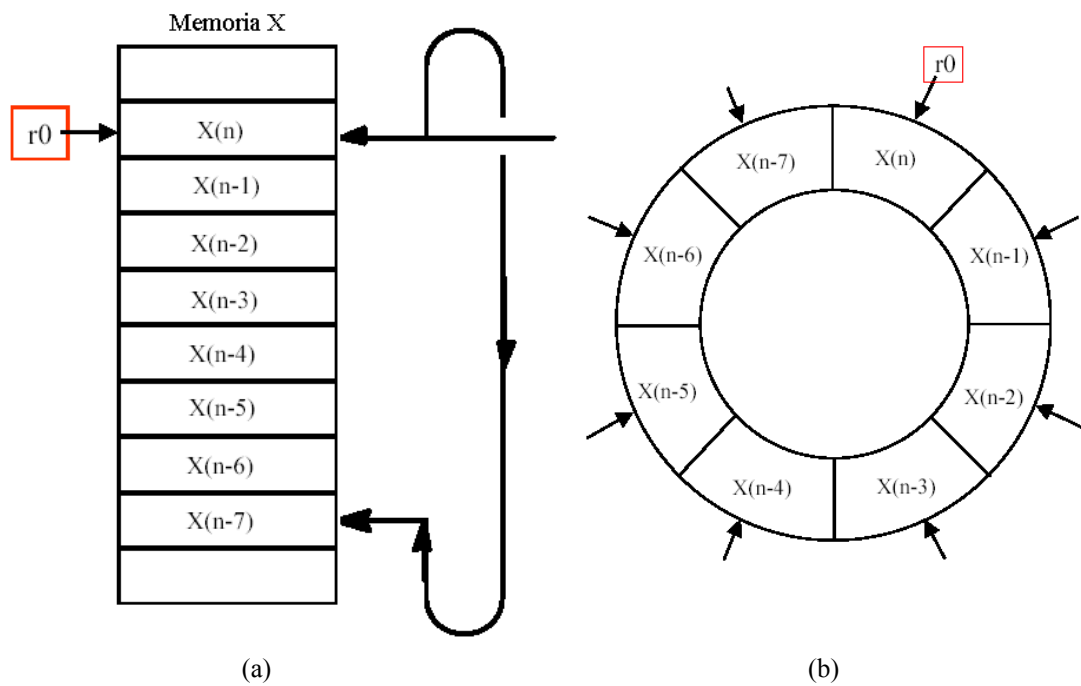 Memoria X
r0
X(n)
X(n-1)
X(n-2)
X(n-3)
X(n-4)
X(n-5)
X(n-6)
X(n-7)
(a)
r0
X(n)
X(n-1)
X(n-2)
X(n-3)
X(n-4)
X(n-5)
X(n-6)
X(n-7)
(b)